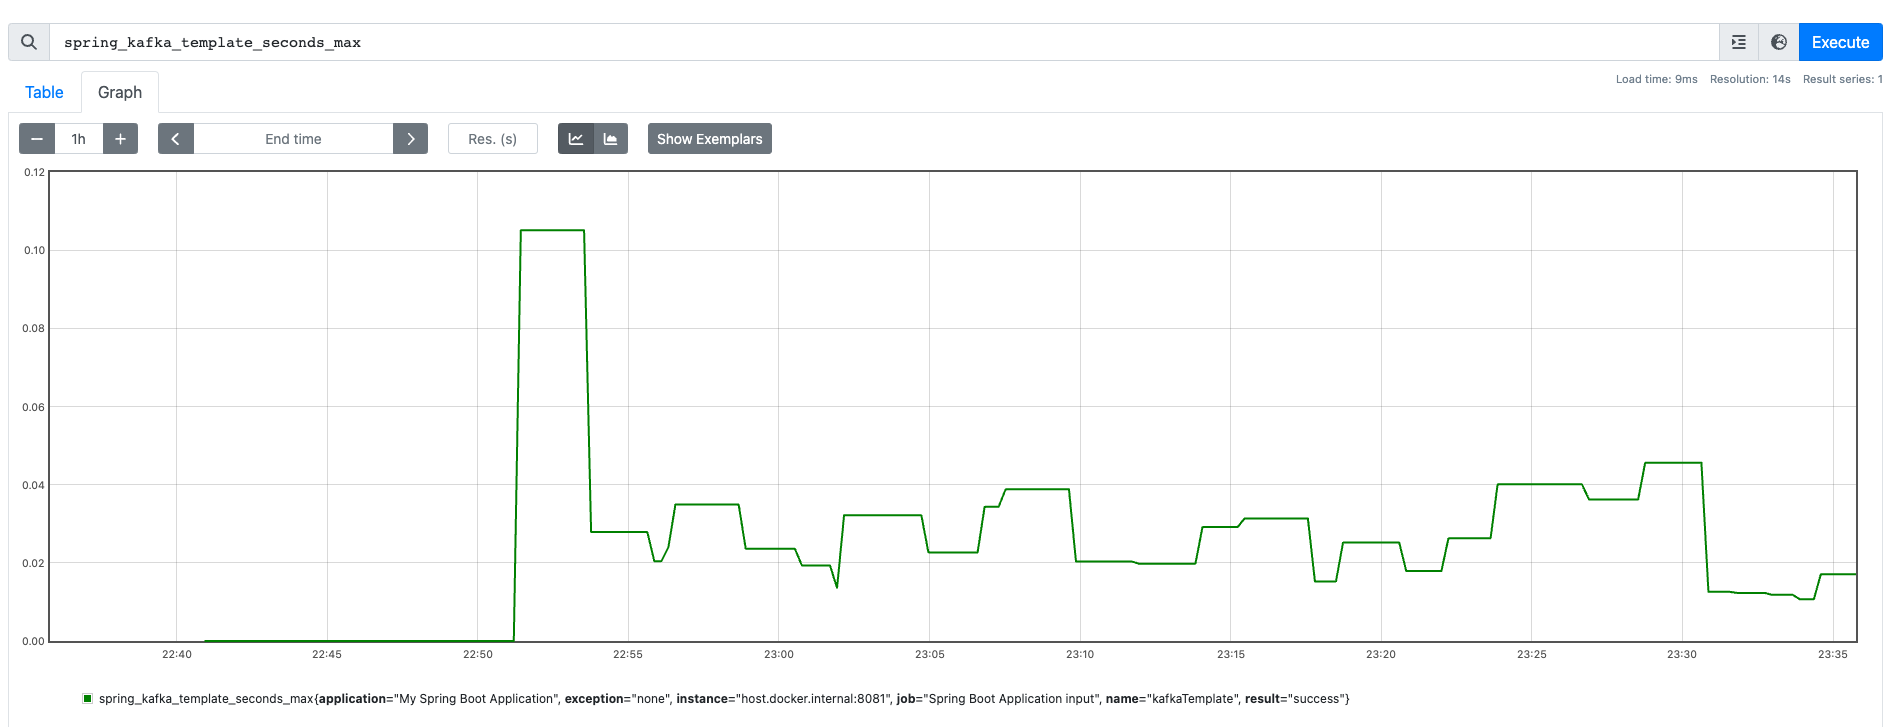 spring_kafka_template_seconds_max
Execute
Load time: 9ms Resolution: 14s Result series: 1
Table Graph
1h End time Res. (s) Show Exemplars
0.12
0.10
0.08
0.06
0.04
0.02
0.00
22:40 22:45 22:50 22:55 23:00 23:05 23:10 23:15 23:20 23:25 23:30 23:35
spring_kafka_template_seconds_max{application="My Spring Boot Application", exception="none", instance="host.docker.internal:8081", job="Spring Boot Application input", name="kafkaTemplate", result="success"}